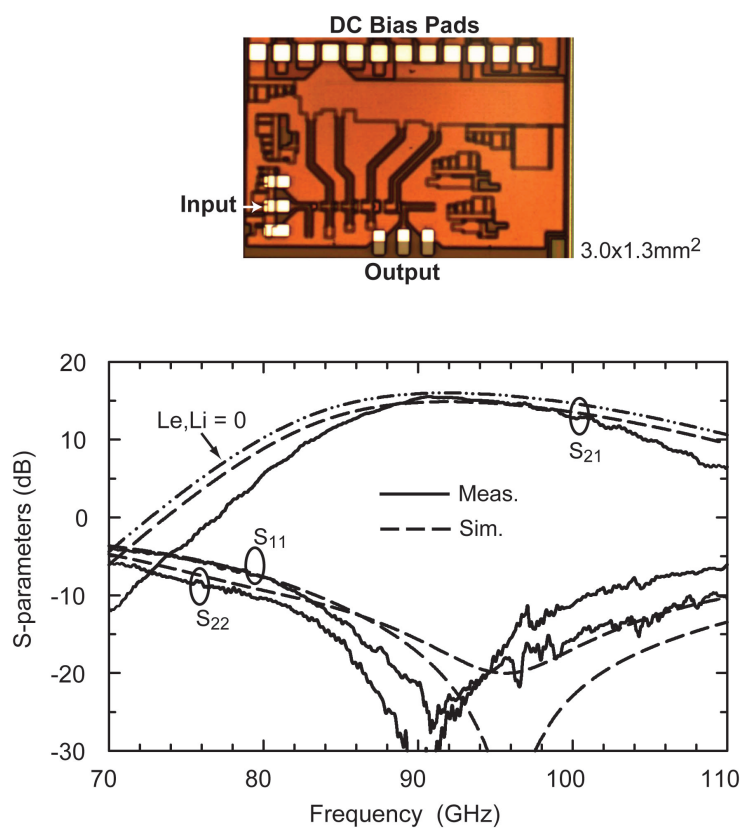 DC Bias Pads
Input
Output
3.0x1.3mm²
S-parameters (dB)
20
10
0
-10
-20
-30
Le,Li = 0
S₂₁
Meas.
Sim.
S₁₁
S₂₂
70
80
90
100
110
Frequency (GHz)